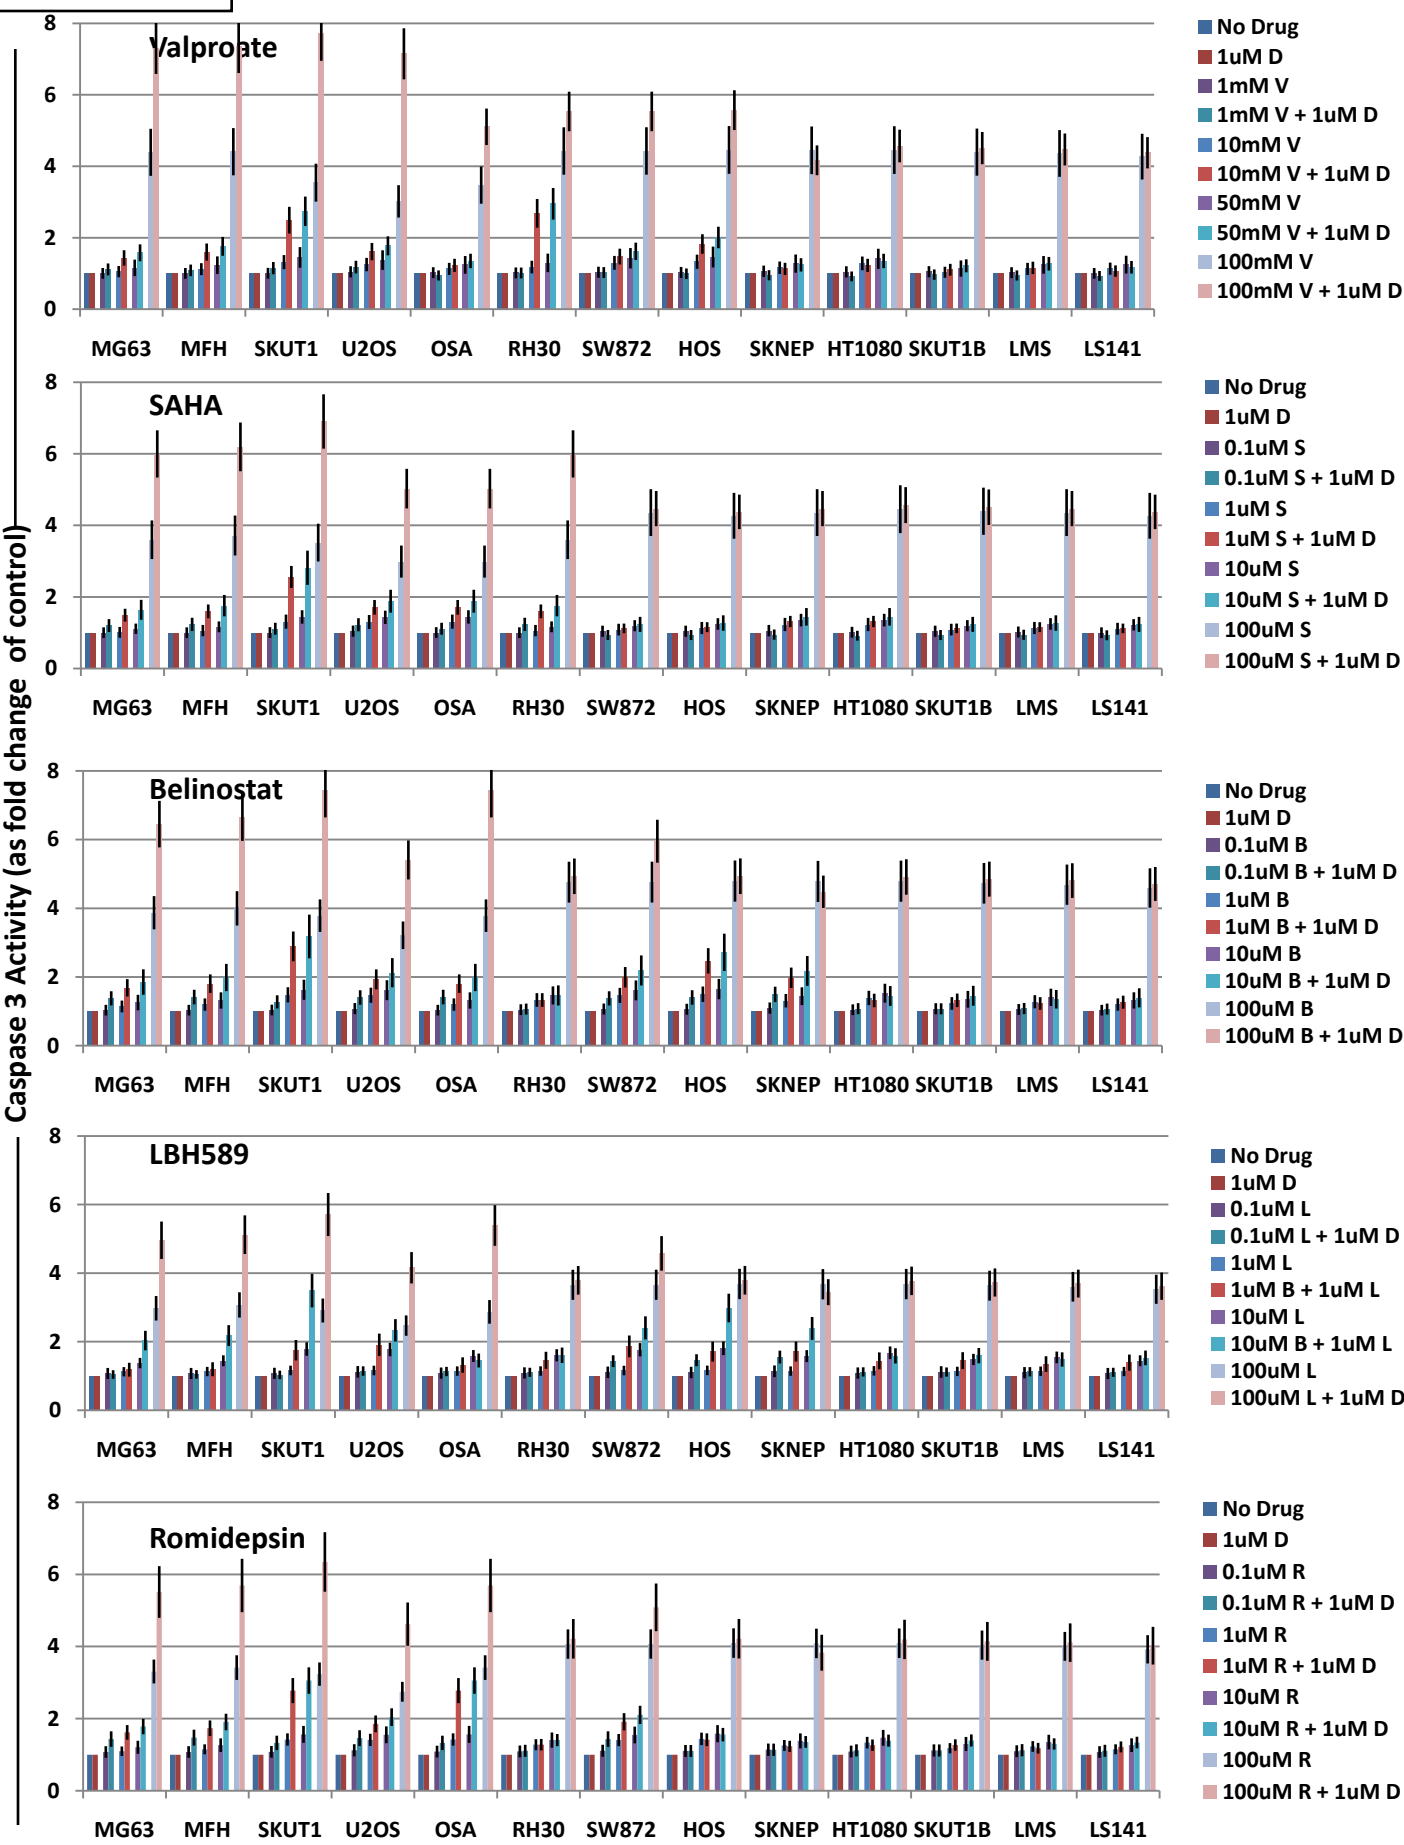 Caspase 3 Activity (as fold change of control)
Valproate
8
6
4
2
0
MG63 MFH SKUT1 U2OS OSA RH30 SW872 HOS SKNEP HT1080 SKUT1B LMS LS141
No Drug
1uM D
1mM V
1mM V + 1uM D
10mM V
10mM V + 1uM D
50mM V
50mM V + 1uM D
100mM V
100mM V + 1uM D
SAHA
8
6
4
2
0
MG63 MFH SKUT1 U2OS OSA RH30 SW872 HOS SKNEP HT1080 SKUT1B LMS LS141
No Drug
1uM D
0.1uM S
0.1uM S + 1uM D
1uM S
1uM S + 1uM D
10uM S
10uM S + 1uM D
100uM S
100uM S + 1uM D
Belinostat
8
6
4
2
0
MG63 MFH SKUT1 U2OS OSA RH30 SW872 HOS SKNEP HT1080 SKUT1B LMS LS141
No Drug
1uM D
0.1uM B
0.1uM B + 1uM D
1uM B
1uM B + 1uM D
10uM B
10uM B + 1uM D
100uM B
100uM B + 1uM D
LBH589
8
6
4
2
0
MG63 MFH SKUT1 U2OS OSA RH30 SW872 HOS SKNEP HT1080 SKUT1B LMS LS141
No Drug
1uM D
0.1uM L
0.1uM L + 1uM D
1uM L
1uM B + 1uM L
10uM L
10uM B + 1uM L
100uM L
100uM L + 1uM D
Romidepsin
8
6
4
2
0
MG63 MFH SKUT1 U2OS OSA RH30 SW872 HOS SKNEP HT1080 SKUT1B LMS LS141
No Drug
1uM D
0.1uM R
0.1uM R + 1uM D
1uM R
1uM R + 1uM D
10uM R
10uM R + 1uM D
100uM R
100uM R + 1uM D